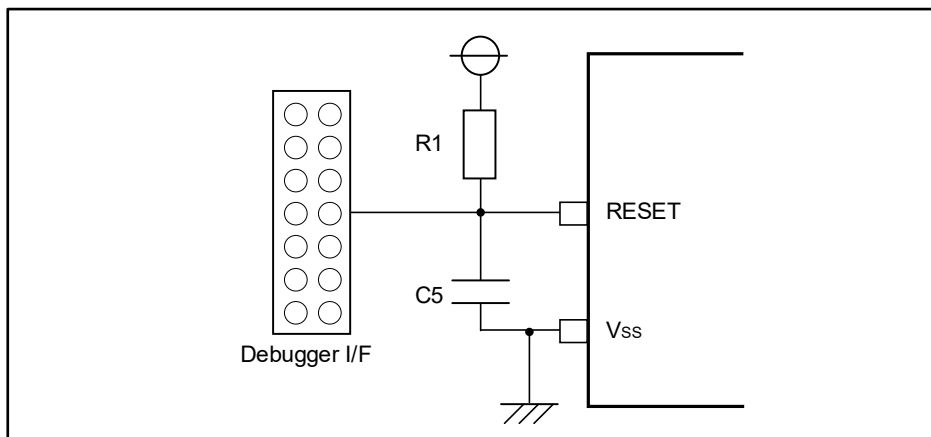 R1
RESET
C5
Vss
Debugger I/F